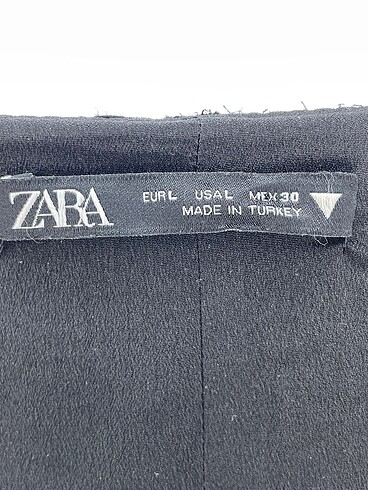 ZARA
EUR L USA L MEX 30
MADE IN TURKEY